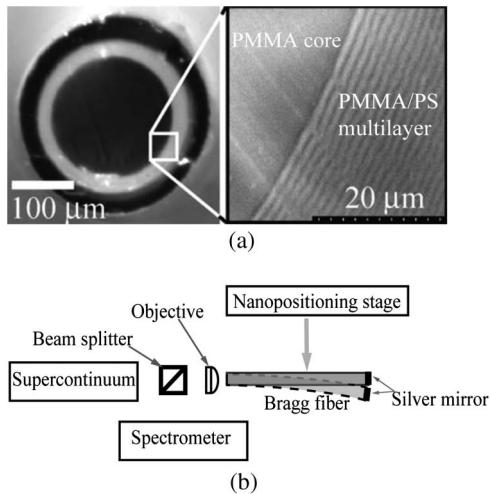 PMMA core
PMMA/PS
multilayer
100 μm
20 μm
(a)
Nanopositioning stage
Objective
Beam splitter
Supercontinuum
Bragg fiber
Silver mirror
Spectrometer
(b)